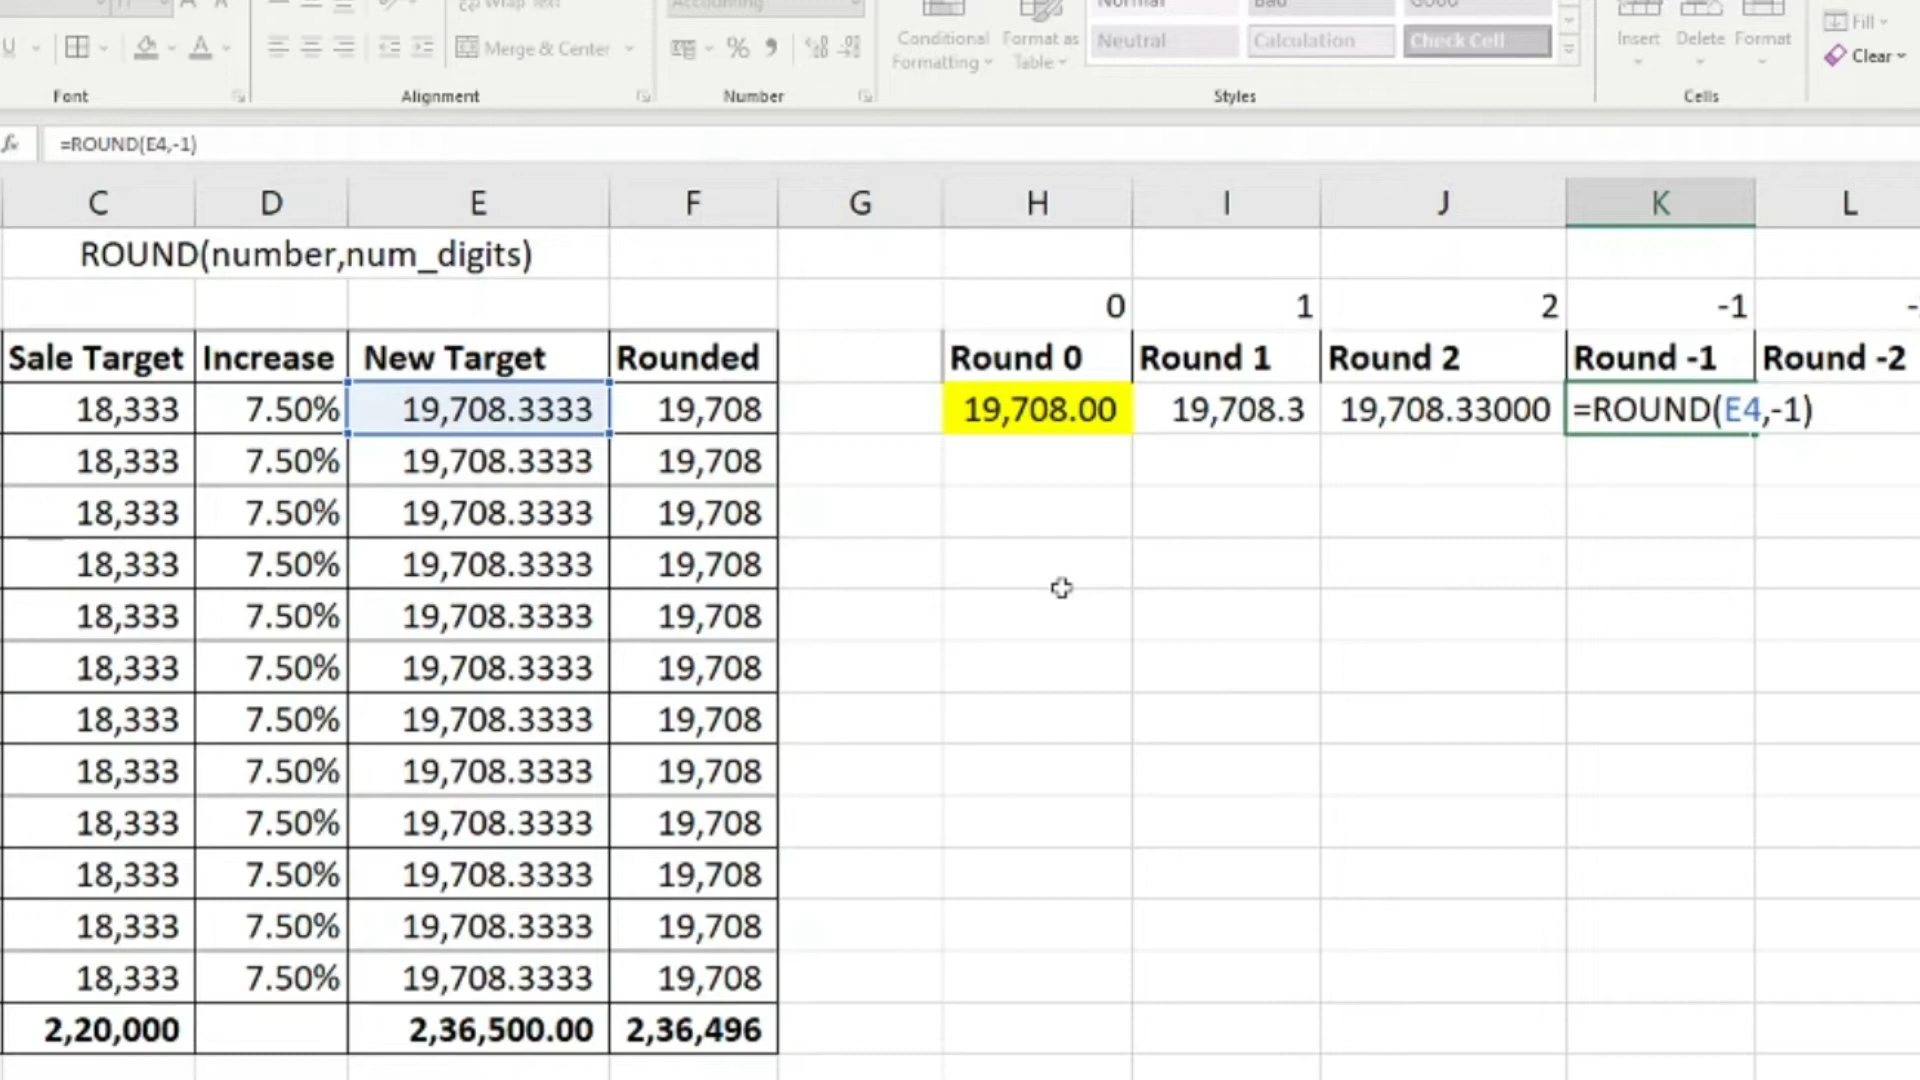 Wrap Text
Accounting
Normal Bad Good
U Merge & Center % Conditional Format as Neutral Calculation Check Cell Insert Delete Format Fill
Formatting Table Clear
Font Alignment Number Styles Cells
fx =ROUND(E4,-1)
C D E F G H I J K L
ROUND(number,num_digits)
0 1 2 -1
Sale Target Increase New Target Rounded Round 0 Round 1 Round 2 Round -1 Round -2
18,333 7.50% 19,708.3333 19,708 19,708.00 19,708.3 19,708.33000 =ROUND(E4,-1)
18,333 7.50% 19,708.3333 19,708
18,333 7.50% 19,708.3333 19,708
18,333 7.50% 19,708.3333 19,708
18,333 7.50% 19,708.3333 19,708
18,333 7.50% 19,708.3333 19,708
18,333 7.50% 19,708.3333 19,708
18,333 7.50% 19,708.3333 19,708
18,333 7.50% 19,708.3333 19,708
18,333 7.50% 19,708.3333 19,708
18,333 7.50% 19,708.3333 19,708
18,333 7.50% 19,708.3333 19,708
2,20,000 2,36,500.00 2,36,496